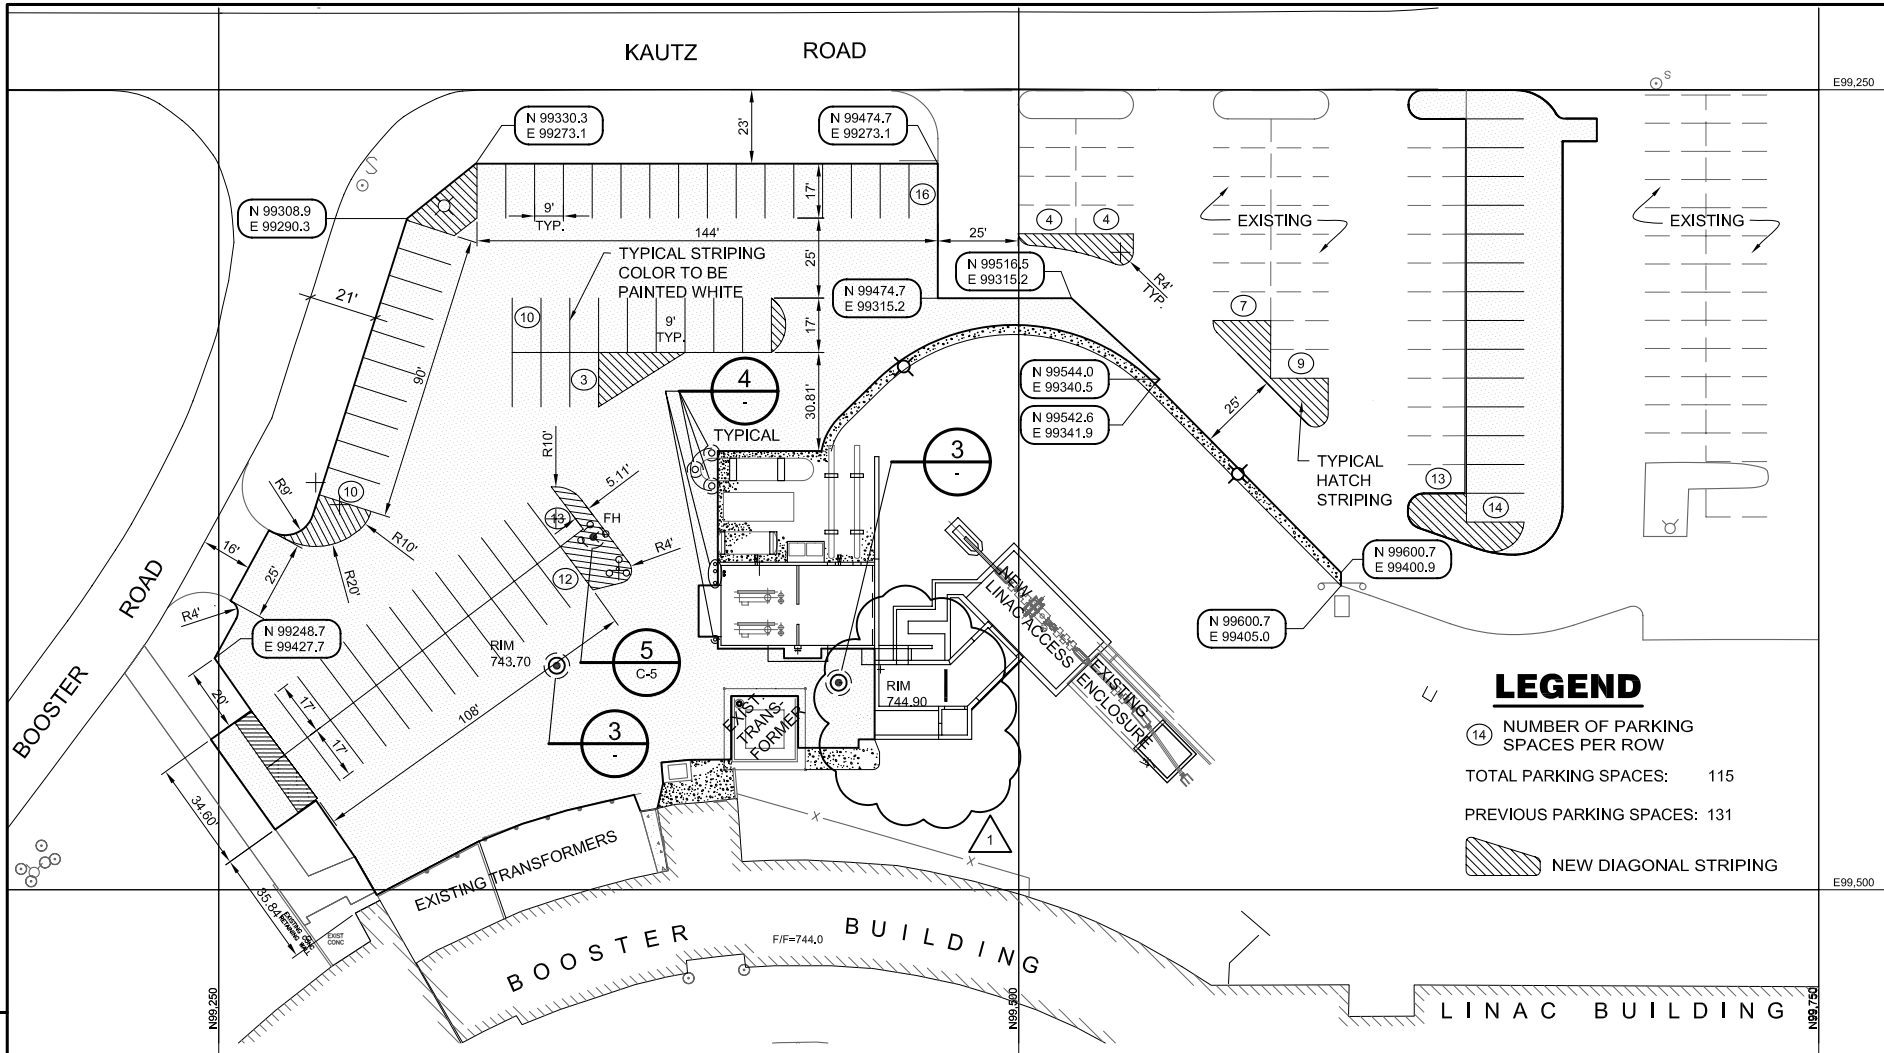 KAUTZ ROAD
S
E99,250
N 99330.3
E 99273.1
N 99474.7
E 99273.1
23'
N 99308.9
E 99290.3
9'
TYP.
17'
16
144'
25'
25'
TYPICAL STRIPING
COLOR TO BE
PAINTED WHITE
4
4
EXISTING
EXISTING
N 99516.5
E 99315.2
R4'
TYP.
N 99474.7
E 99315.2
21'
10
9'
TYP.
17'
7
90'
3
4
-
30.81'
N 99544.0
E 99340.5
9
N 99542.6
E 99341.9
25'
TYPICAL
3
-
R10'
5.11'
TYPICAL
HATCH
STRIPING
13
14
R9'
10
13
FH
R10'
R4'
16'
25'
R20'
12
N 99600.7
E 99400.9
R4'
N 99248.7
E 99427.7
N 99600.7
E 99405.0
BOOSTER ROAD
RIM
743.70
5
C-5
NEW
LINAC ACCESS
EXISTING
ENCLOSURE
RIM
744.90
20'
17'
17'
108'
3
-
EXIST.
TRANS-
FORMER
34.60'
35.84'
1
EXISTING TRANSFORMERS
X
X
LEGEND
14 NUMBER OF PARKING
SPACES PER ROW
TOTAL PARKING SPACES: 115
PREVIOUS PARKING SPACES: 131
NEW DIAGONAL STRIPING
E99,500
EXISTING CONC
RETAINING WALL
EXIST
CONC
F/F=744.0
BOOSTER BUILDING
LINAC BUILDING
N99,250
N99,500
N99,750